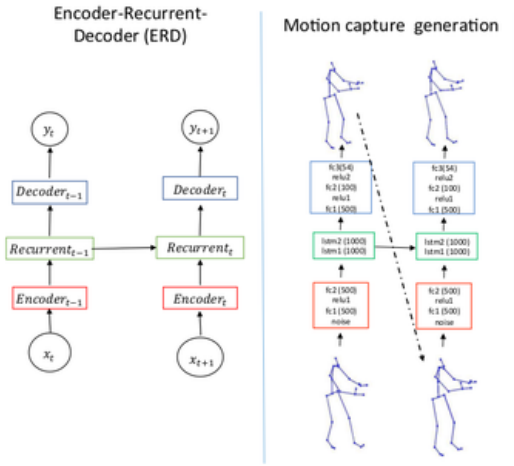 Encoder-Recurrent-
Decoder (ERD)
y_t
y_{t+1}
Decoder_{t-1}
Decoder_t
Recurrent_{t-1}
Recurrent_t
Encoder_{t-1}
Encoder_t
x_t
x_{t+1}
Motion capture generation
fc3(54)
relu2
fc2 (100)
relu1
fc1 (500)
fc3(54)
relu2
fc2 (100)
relu1
fc1 (500)
lstm2 (1000)
lstm1 (1000)
lstm2 (1000)
lstm1 (1000)
fc2 (500)
relu1
fc1 (500)
noise
fc2 (500)
relu1
fc1 (500)
noise